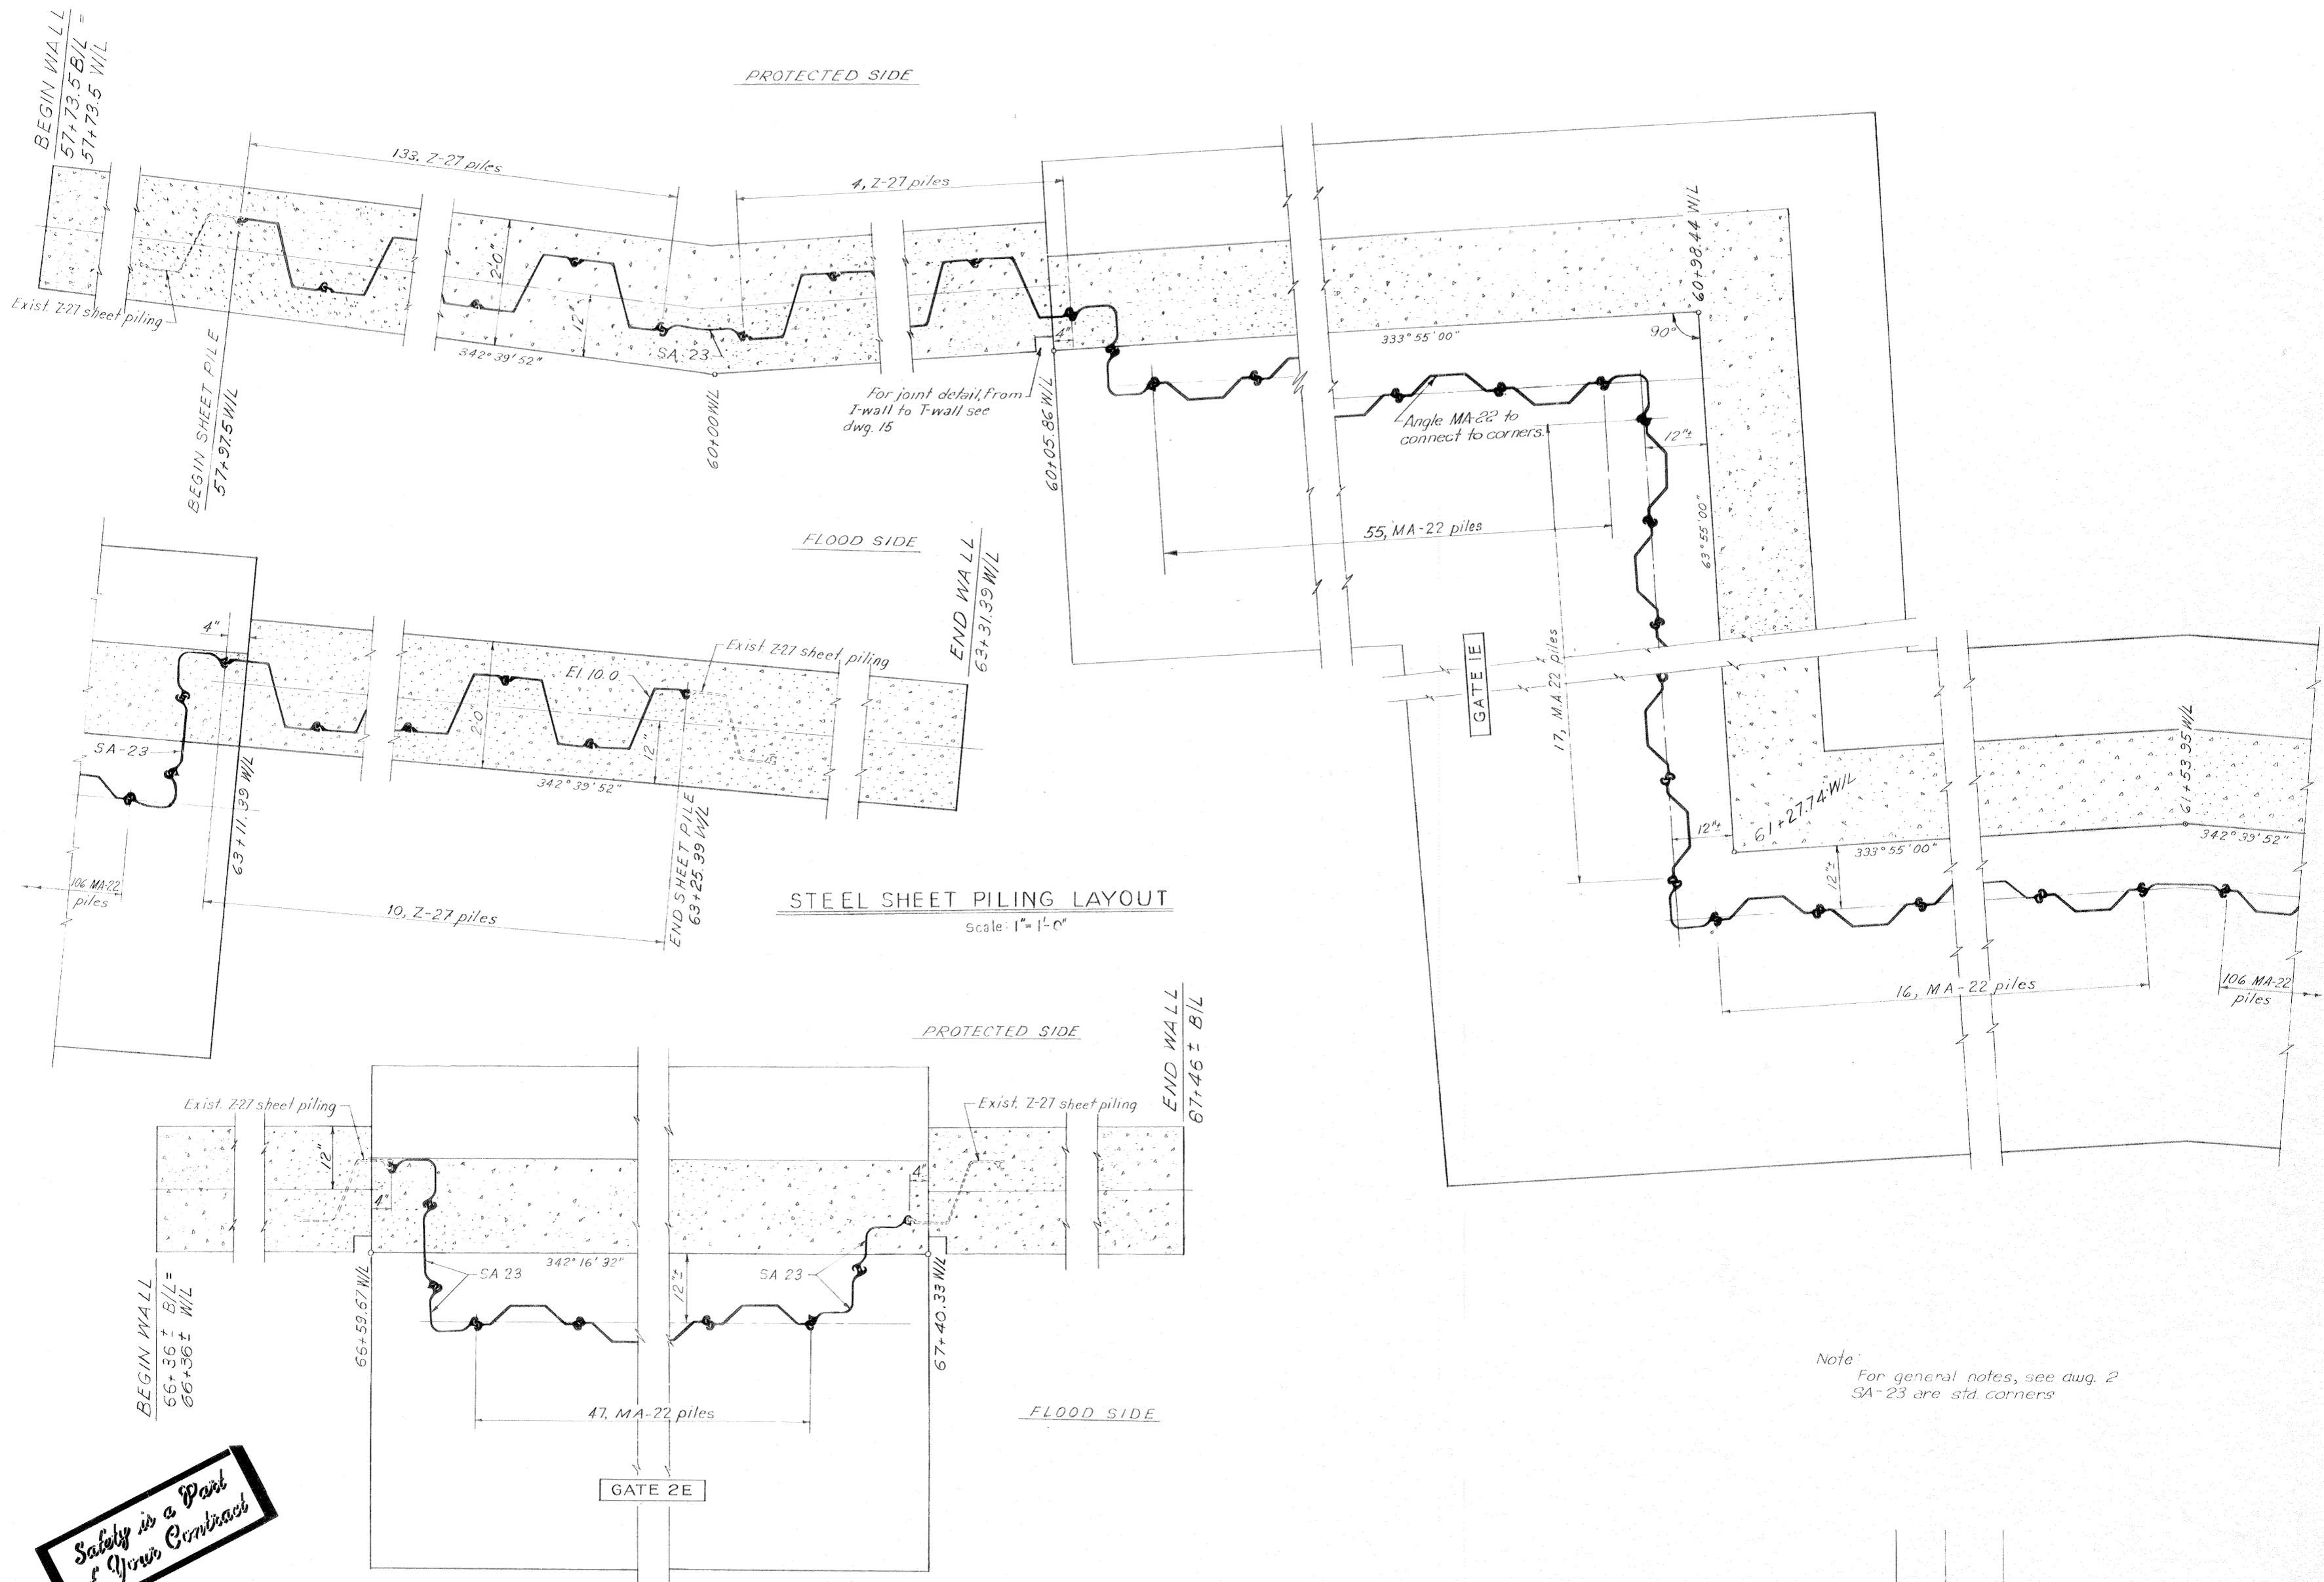 BEGIN WALL
57+73.5 B/L =
57+73.5 W/L
PROTECTED SIDE
133, Z-27 piles
4, Z-27 piles
Exist. Z-27 sheet piling
2'-0"
12"
342°39'52"
SA-23
4"
BEGIN SHEET PILE
57+97.5 W/L
60+00 W/L
For joint detail, from
I-wall to T-wall see
dwg. 15
60+05.86 W/L
60+98.44 W/L
90°
333°55'00"
Angle MA-22 to
connect to corners.
12"±
55, MA-22 piles
63°55'00"
17, MA-22 piles
GATE 1E
12"±
61+27.74 W/L
333°55'00"
12"±
61+53.95 W/L
342°39'52"
16, MA-22 piles
106 MA-22
piles
FLOOD SIDE
END WALL
63+31.39 W/L
4"
Exist. Z-27 sheet piling
El. 10.0
2'-0"
12"
SA-23
342°39'52"
63+11.39 W/L
106 MA-22
piles
10, Z-27 piles
END SHEET PILE
63+25.39 W/L
STEEL SHEET PILING LAYOUT
Scale: 1"=1'-0"
PROTECTED SIDE
END WALL
67+46± B/L
Exist. Z-27 sheet piling
Exist. Z-27 sheet piling
12"
4"
4"
342°16'32"
SA 23
SA 23
12"±
BEGIN WALL
66+36± B/L=
66+36± W/L
66+59.67 W/L
67+40.33 W/L
47, MA-22 piles
FLOOD SIDE
GATE 2E
Note:
For general notes, see dwg. 2
SA-23 are std. corners
Safety is a Part
of Your Contract